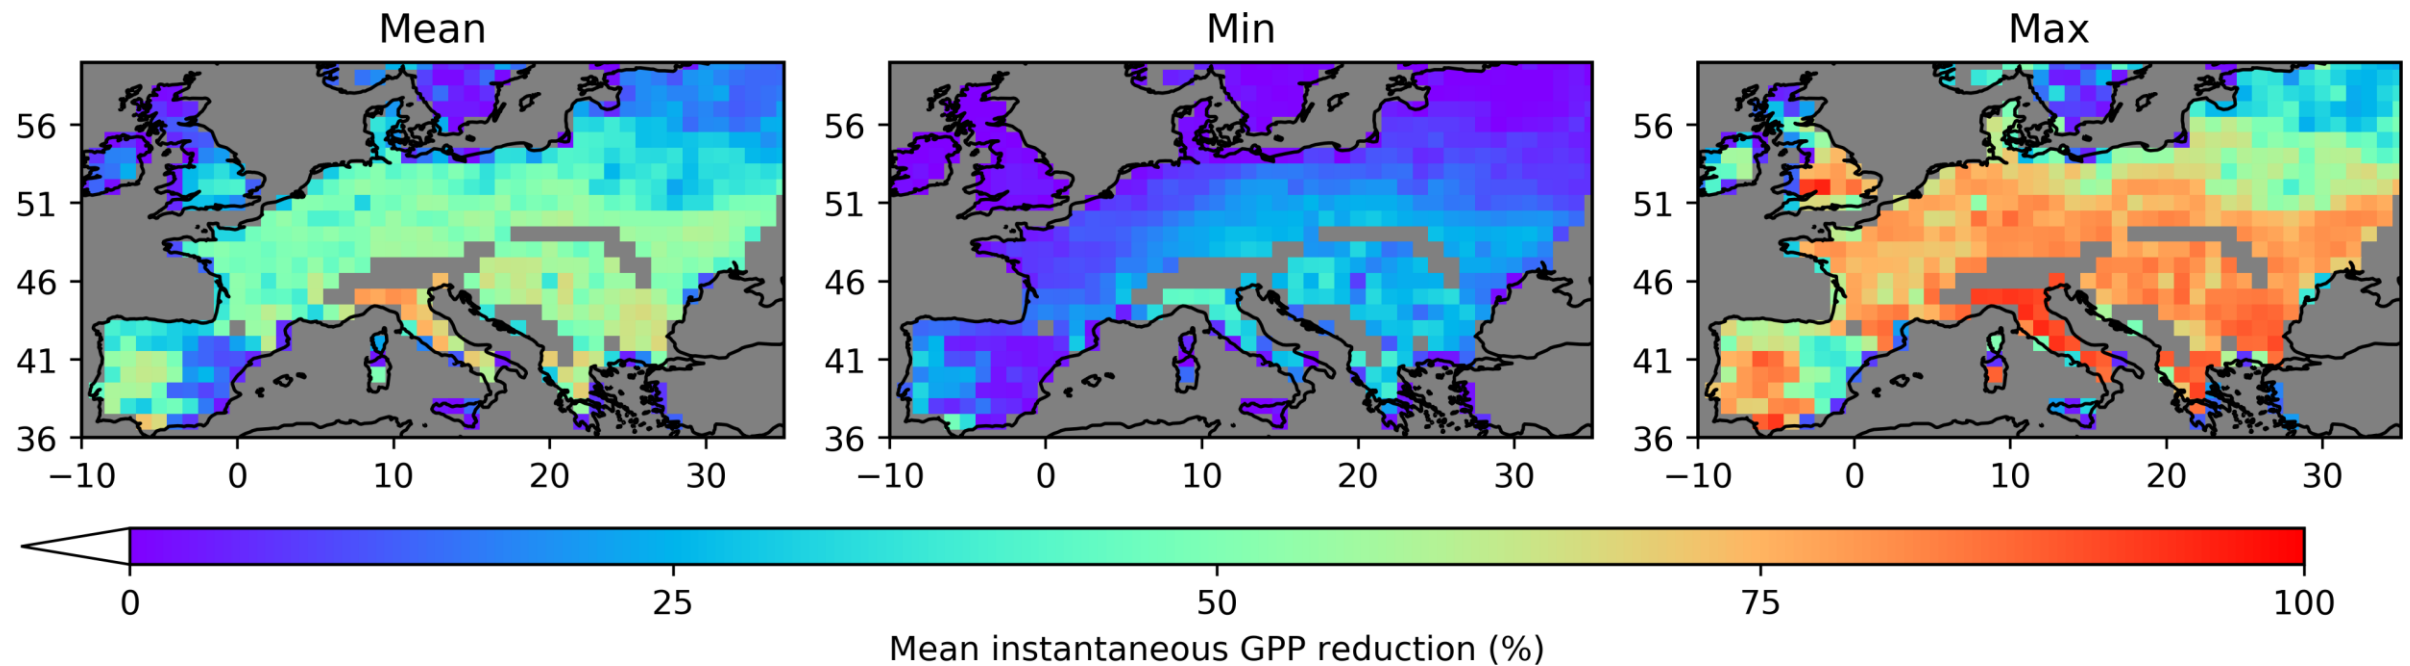 Mean Min Max
56 56 56
51 51 51
46 46 46
41 41 41
36 36 36
−10 0 10 20 30 −10 0 10 20 30 −10 0 10 20 30
0 25 50 75 100
Mean instantaneous GPP reduction (%)